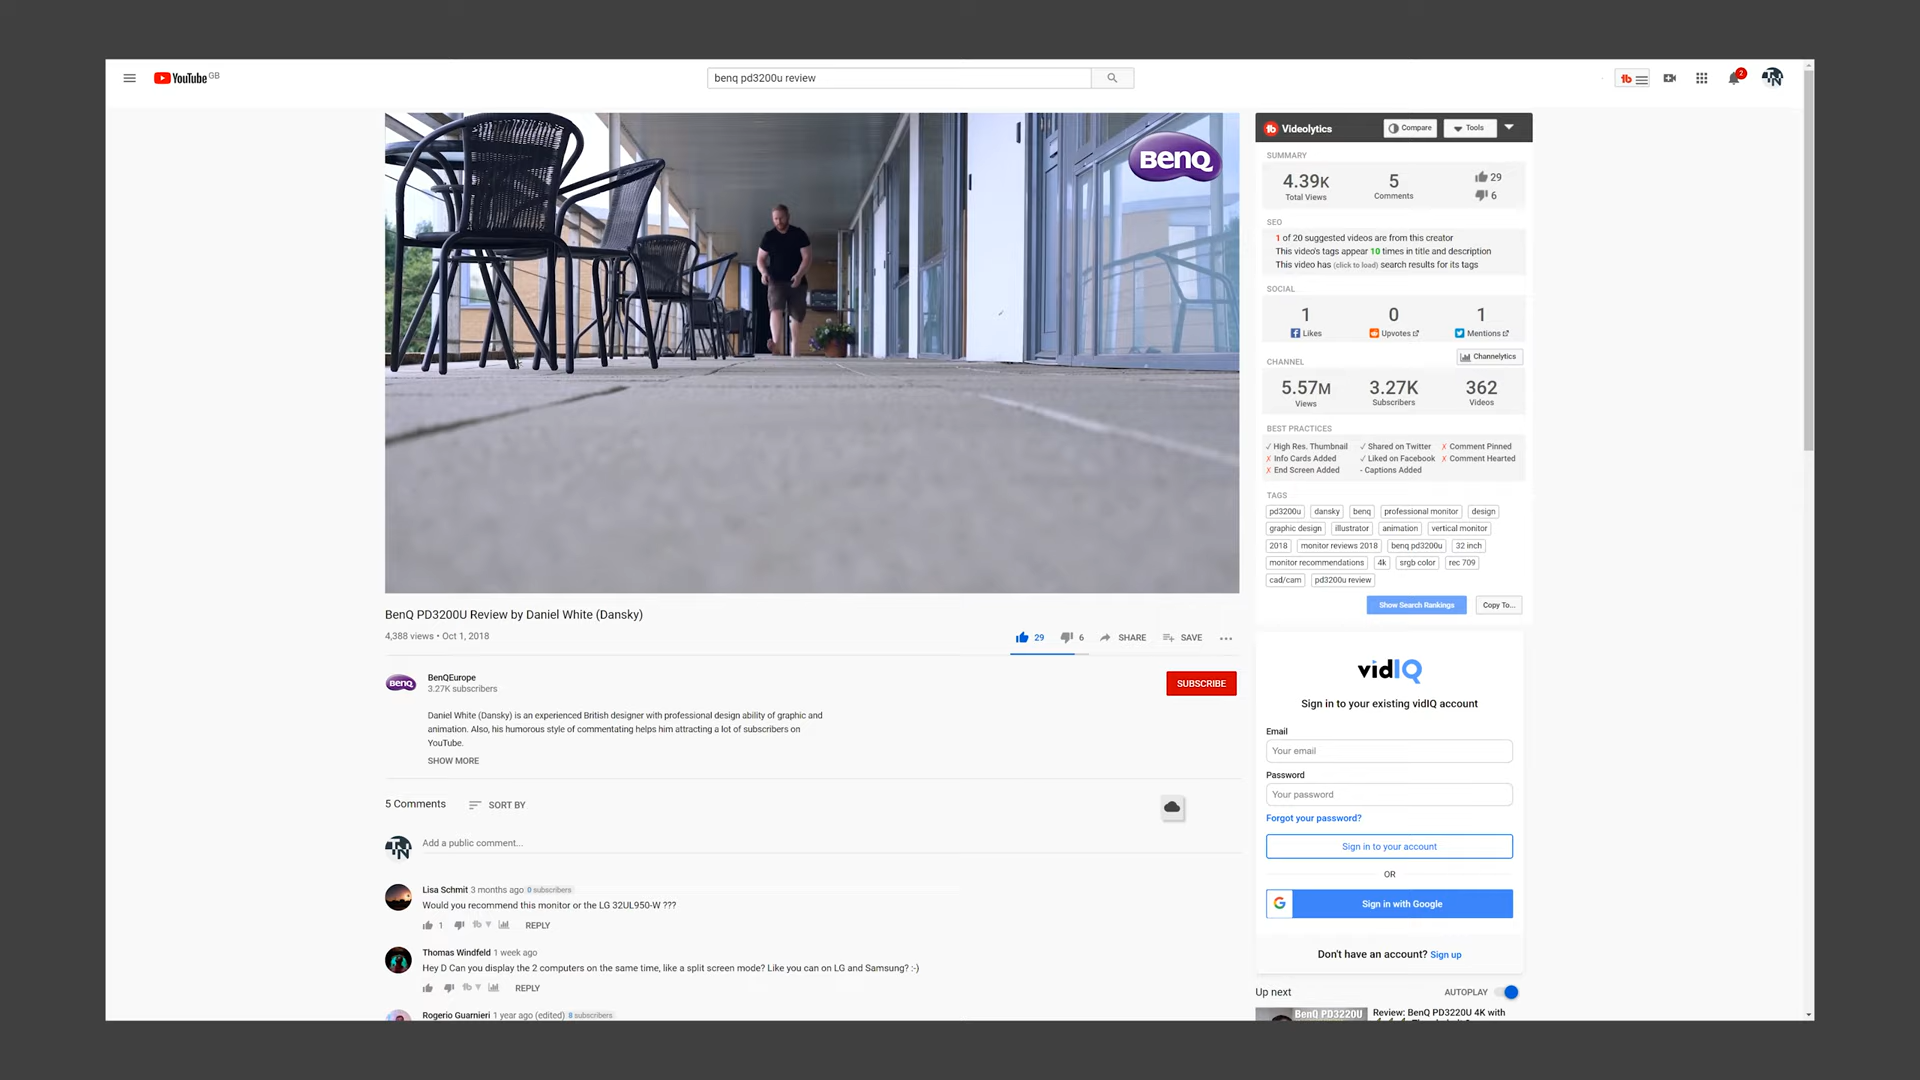 YouTube GB
benq pd3200u review
2
BenQ
Videolytics
Compare
Tools
SUMMARY
4.39K
Total Views
5
Comments
29
6
SEO
1 of 20 suggested videos are from this creator
This video's tags appear 10 times in title and description
This video has (click to load) search results for its tags
SOCIAL
1
Likes
0
Upvotes
1
Mentions
CHANNEL
Channelytics
5.57M
Views
3.27K
Subscribers
362
Videos
BEST PRACTICES
✓ High Res. Thumbnail ✓ Shared on Twitter ✗ Comment Pinned
✗ Info Cards Added ✓ Liked on Facebook ✗ Comment Hearted
✗ End Screen Added - Captions Added
TAGS
pd3200u dansky benq professional monitor design
graphic design illustrator animation vertical monitor
2018 monitor reviews 2018 benq pd3200u 32 inch
monitor recommendations 4k srgb color rec 709
cad/cam pd3200u review
Show Search Rankings
Copy To...
BenQ PD3200U Review by Daniel White (Dansky)
4,388 views • Oct 1, 2018
29 6 SHARE SAVE ...
BenQ
BenQEurope
3.27K subscribers
SUBSCRIBE
Daniel White (Dansky) is an experienced British designer with professional design ability of graphic and
animation. Also, his humorous style of commentating helps him attracting a lot of subscribers on
YouTube.
SHOW MORE
5 Comments SORT BY
Add a public comment...
Lisa Schmit 3 months ago 0 subscribers
Would you recommend this monitor or the LG 32UL950-W ???
1 REPLY
Thomas Windfeld 1 week ago
Hey D Can you display the 2 computers on the same time, like a split screen mode? Like you can on LG and Samsung? :-)
REPLY
Rogerio Guarnieri 1 year ago (edited) 8 subscribers
vidIQ
Sign in to your existing vidIQ account
Email
Your email
Password
Your password
Forgot your password?
Sign in to your account
OR
Sign in with Google
Don't have an account? Sign up
Up next
AUTOPLAY
BenQ PD3220U
Review: BenQ PD3220U 4K with